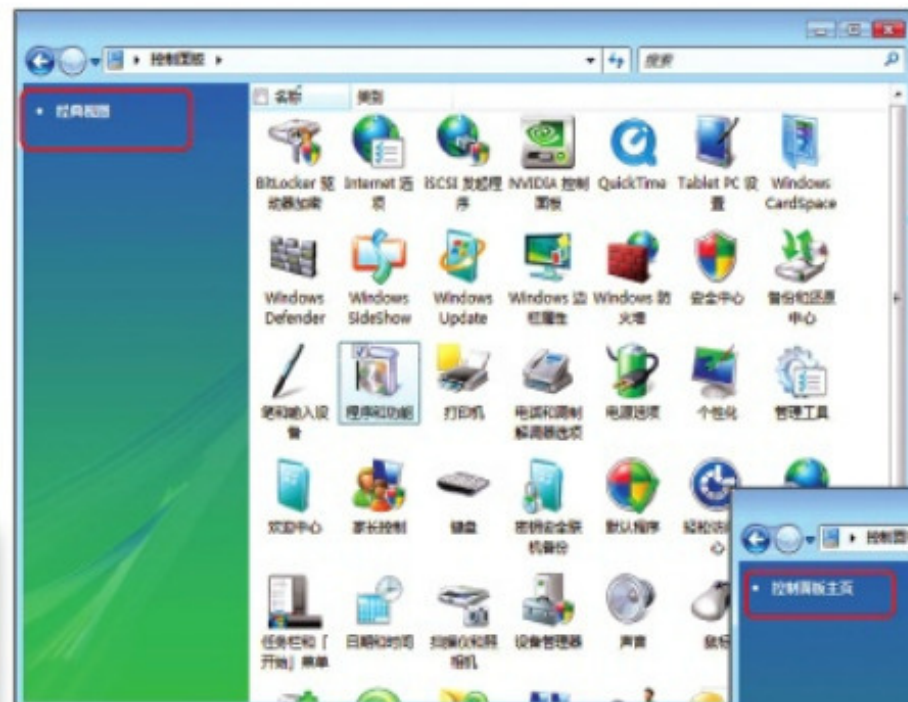 控制面板
搜索
经典视图
名称 类别
BitLocker 驱 Internet 选 iSCSI 发起程 NVIDIA 控制 QuickTime Tablet PC 设 Windows
动器加密 项 序 面板 置 CardSpace
Windows Windows Windows Windows 边 Windows 防 安全中心 备份和还原
Defender SideShow Update 栏属性 火墙 中心
笔和输入设 程序和功能 打印机 电话和调制 电源选项 个性化 管理工具
备 解调器选项
欢迎中心 家长控制 键盘 密钥安全联 默认程序 轻松访
机备份 心
控制面
控制面板主页
任务栏和「 日期和时间 扫描仪和照 设备管理器 声音 鼠标
开始」菜单 相机